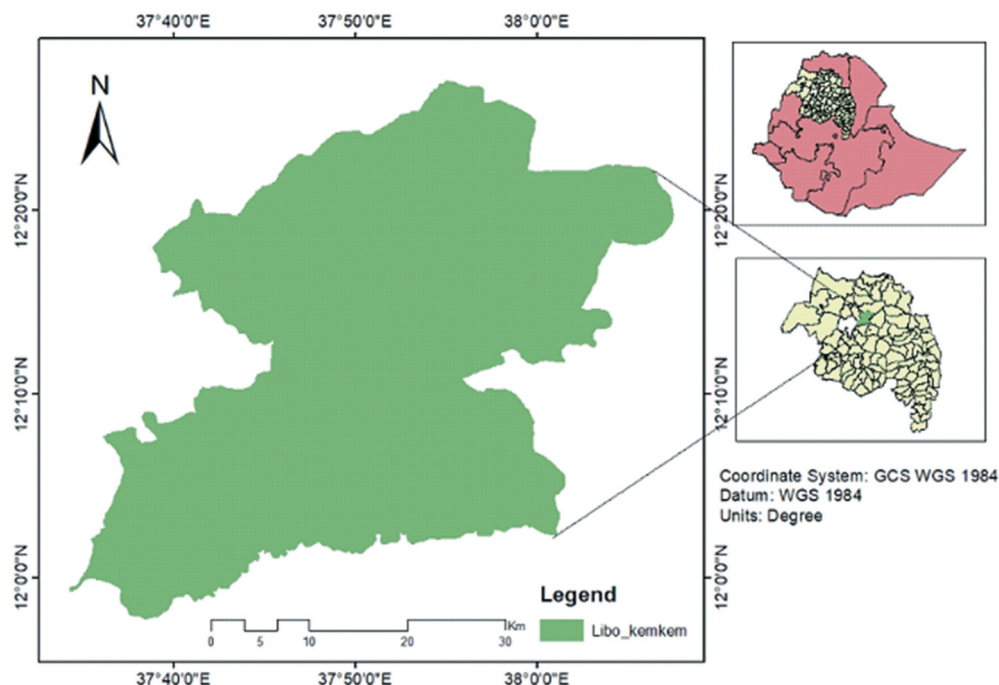 37°40'0"E 37°50'0"E 38°0'0"E
N
12°20'0"N 12°20'0"N
12°10'0"N 12°10'0"N
12°0'0"N 12°0'0"N
Coordinate System: GCS WGS 1984
Datum: WGS 1984
Units: Degree
Legend
Libo_kemkem
Km
0 5 10 20 30
37°40'0"E 37°50'0"E 38°0'0"E